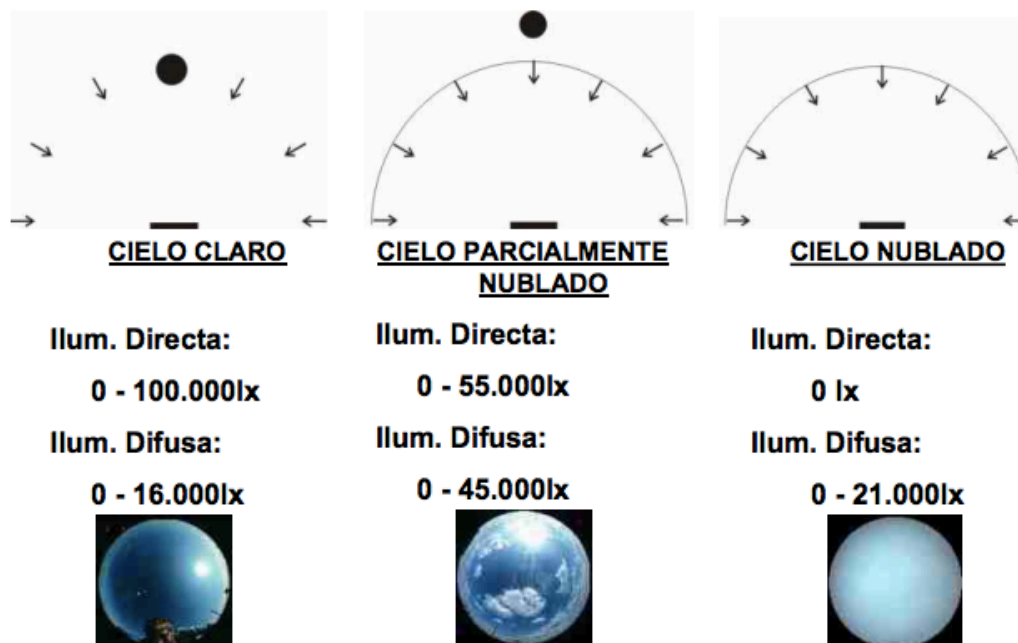 CIELO CLARO
Ilum. Directa:
0 - 100.000lx
Ilum. Difusa:
0 - 16.000lx
CIELO PARCIALMENTE
NUBLADO
Ilum. Directa:
0 - 55.000lx
Ilum. Difusa:
0 - 45.000lx
CIELO NUBLADO
Ilum. Directa:
0 lx
Ilum. Difusa:
0 - 21.000lx